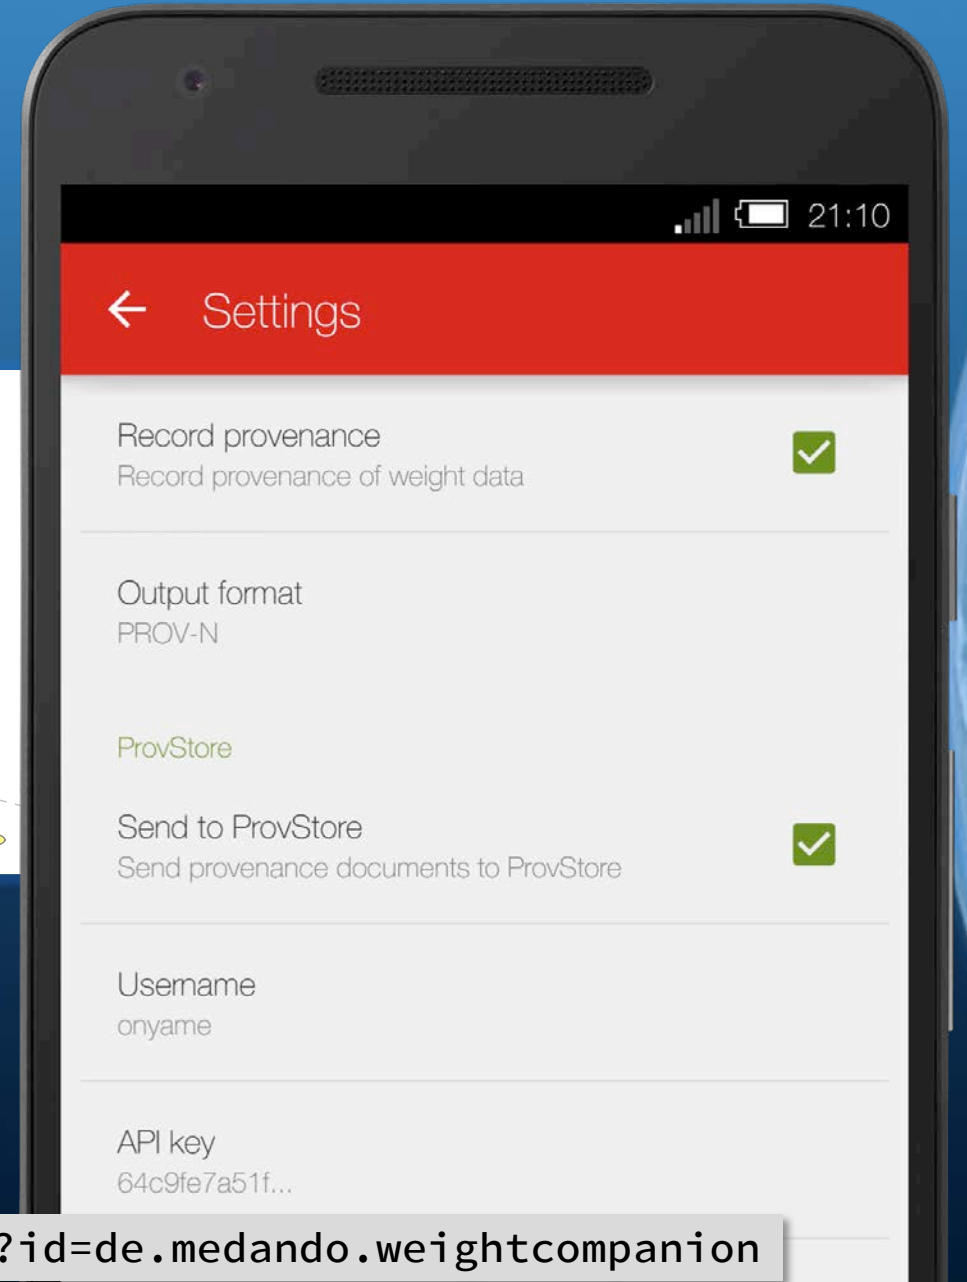 21:10
Settings
Record provenance
Record provenance of weight data
Output format
PROV-N
ProvStore
Send to ProvStore
Send provenance documents to ProvStore
Username
onyame
API key
64c9fe7a51f...
?id=de.medando.weightcompanion